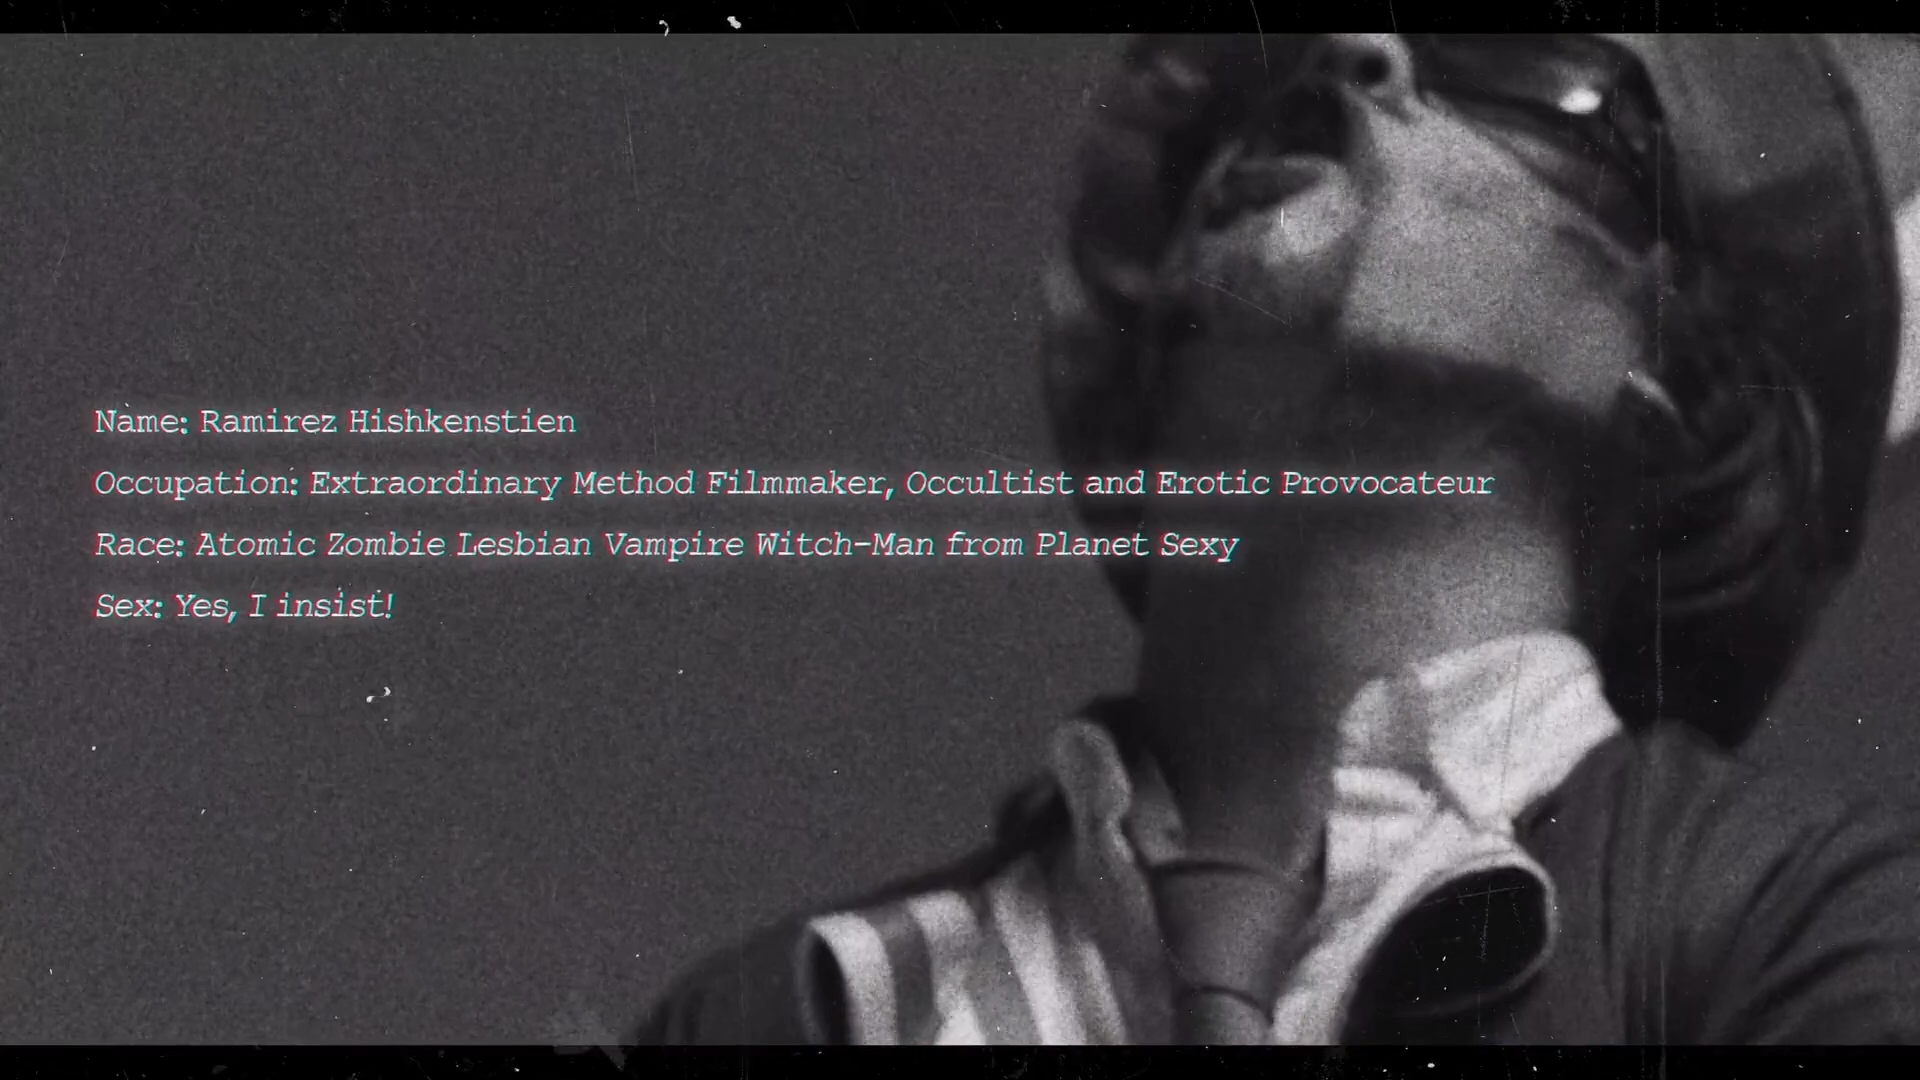 Name: Ramirez Hishkenstien
Occupation: Extraordinary Method Filmmaker, Occultist and Erotic Provocateur
Race: Atomic Zombie Lesbian Vampire Witch-Man from Planet Sexy
Sex: Yes, I insist!